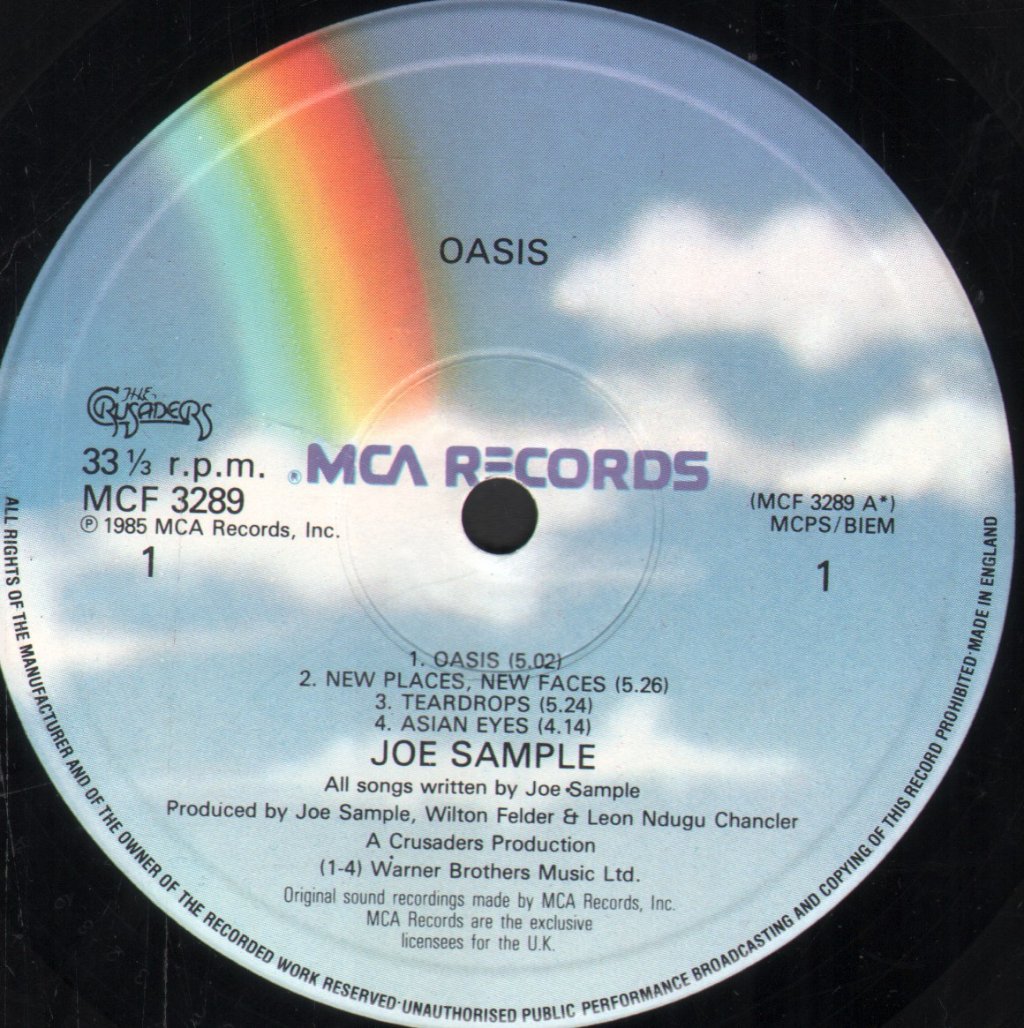 OASIS
THE CRUSADERS
33 ⅓ r.p.m.
® MCA RECORDS
MCF 3289
℗ 1985 MCA Records, Inc.
1
(MCF 3289 A*)
MCPS/BIEM
1
1. OASIS (5.02)
2. NEW PLACES, NEW FACES (5.26)
3. TEARDROPS (5.24)
4. ASIAN EYES (4.14)
JOE SAMPLE
All songs written by Joe Sample
Produced by Joe Sample, Wilton Felder & Leon Ndugu Chancler
A Crusaders Production
(1-4) Warner Brothers Music Ltd.
Original sound recordings made by MCA Records, Inc.
MCA Records are the exclusive
licensees for the U.K.
ALL RIGHTS OF THE MANUFACTURER AND OF THE OWNER OF THE RECORDED WORK RESERVED·UNAUTHORISED PUBLIC PERFORMANCE BROADCASTING AND COPYING OF THIS RECORD PROHIBITED·MADE IN ENGLAND